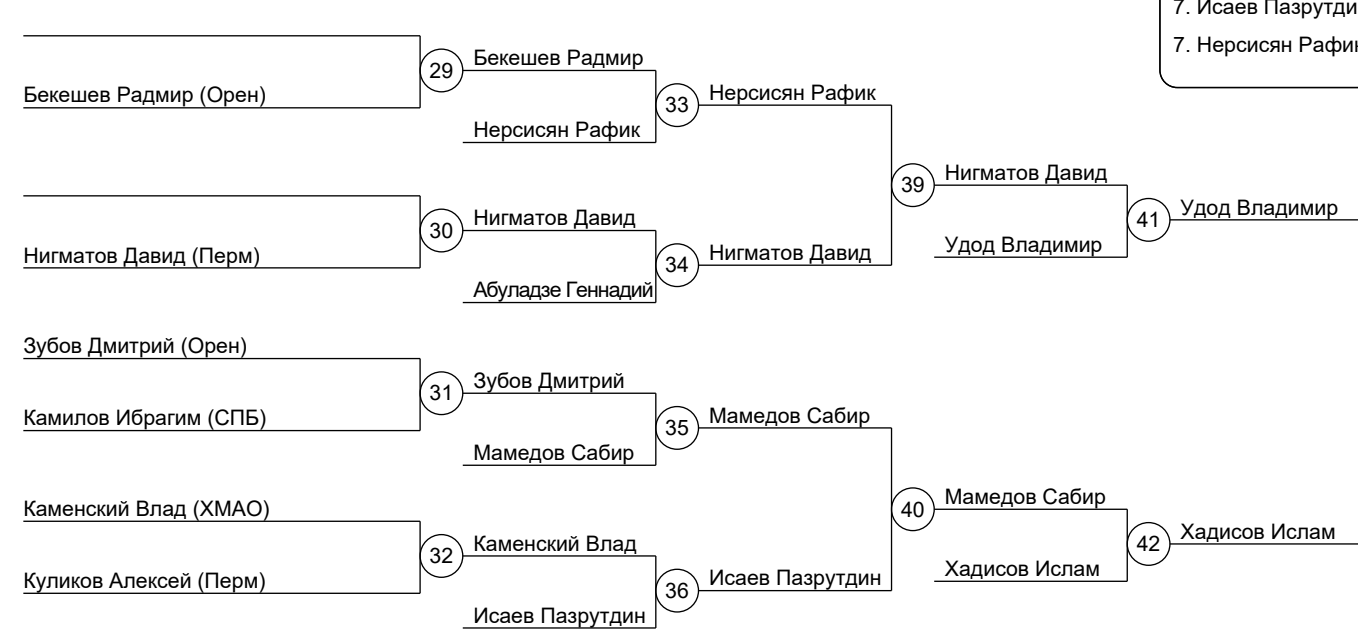 7. Исаев Пазрутди
7. Нерсисян Рафик
Бекешев Радмир (Орен)
29
Бекешев Радмир
Нерсисян Рафик
33
Нерсисян Рафик
Нигматов Давид (Перм)
30
Нигматов Давид
Абуладзе Геннадий
34
Нигматов Давид
39
Нигматов Давид
Удод Владимир
41
Удод Владимир
Зубов Дмитрий (Орен)
Камилов Ибрагим (СПБ)
31
Зубов Дмитрий
Мамедов Сабир
35
Мамедов Сабир
Каменский Влад (ХМАО)
Куликов Алексей (Перм)
32
Каменский Влад
Исаев Пазрутдин
36
Исаев Пазрутдин
40
Мамедов Сабир
Хадисов Ислам
42
Хадисов Ислам